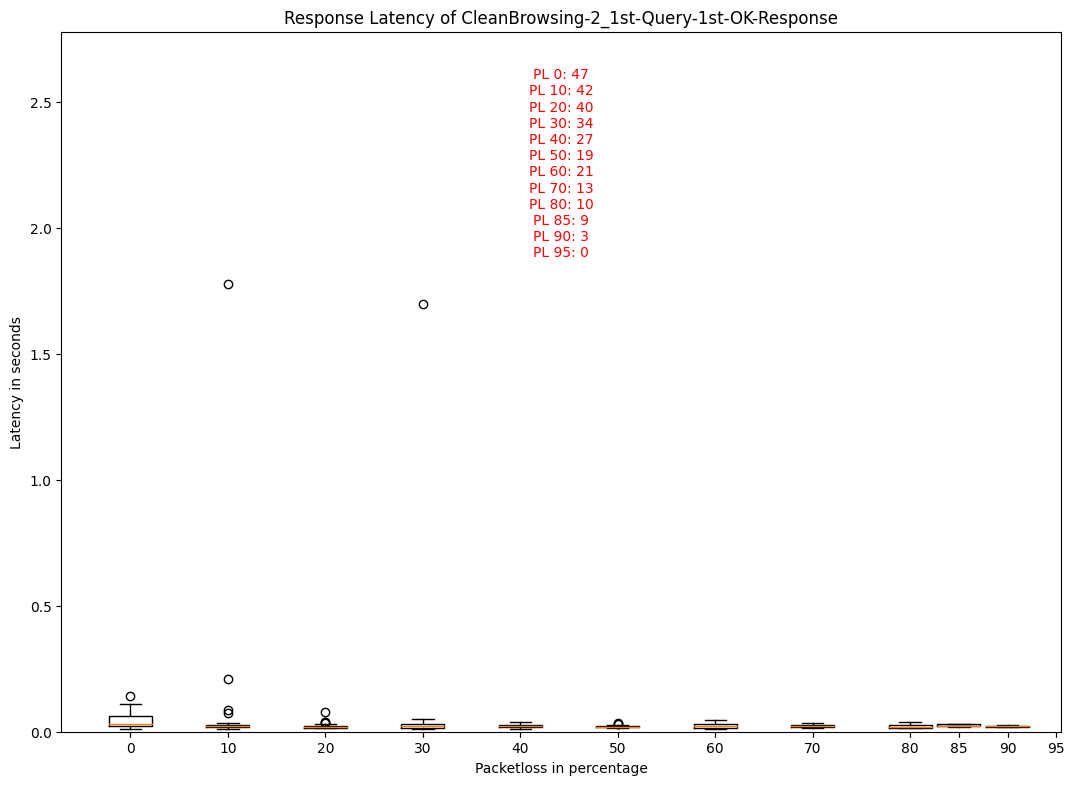 Response Latency of CleanBrowsing-2_1st-Query-1st-OK-Response
PL 0: 47
PL 10: 42
PL 20: 40
PL 30: 34
PL 40: 27
PL 50: 19
PL 60: 21
PL 70: 13
PL 80: 10
PL 85: 9
PL 90: 3
PL 95: 0
Latency in seconds
2.5
2.0
1.5
1.0
0.5
0.0
0 10 20 30 40 50 60 70 80 85 90 95
Packetloss in percentage